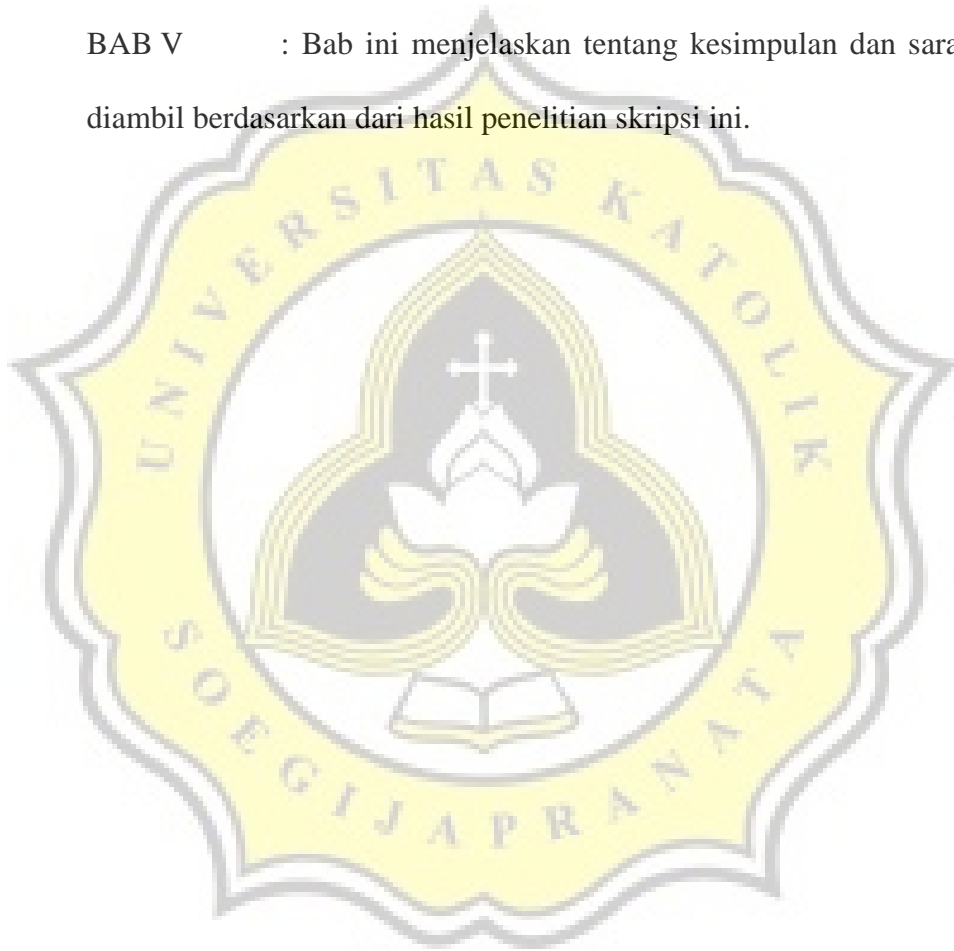 BAB V : Bab ini menjelaskan tentang kesimpulan dan sara
diambil berdasarkan dari hasil penelitian skripsi ini.
UNIVERSITAS KATOLIK
SOEGIJAPRANATA